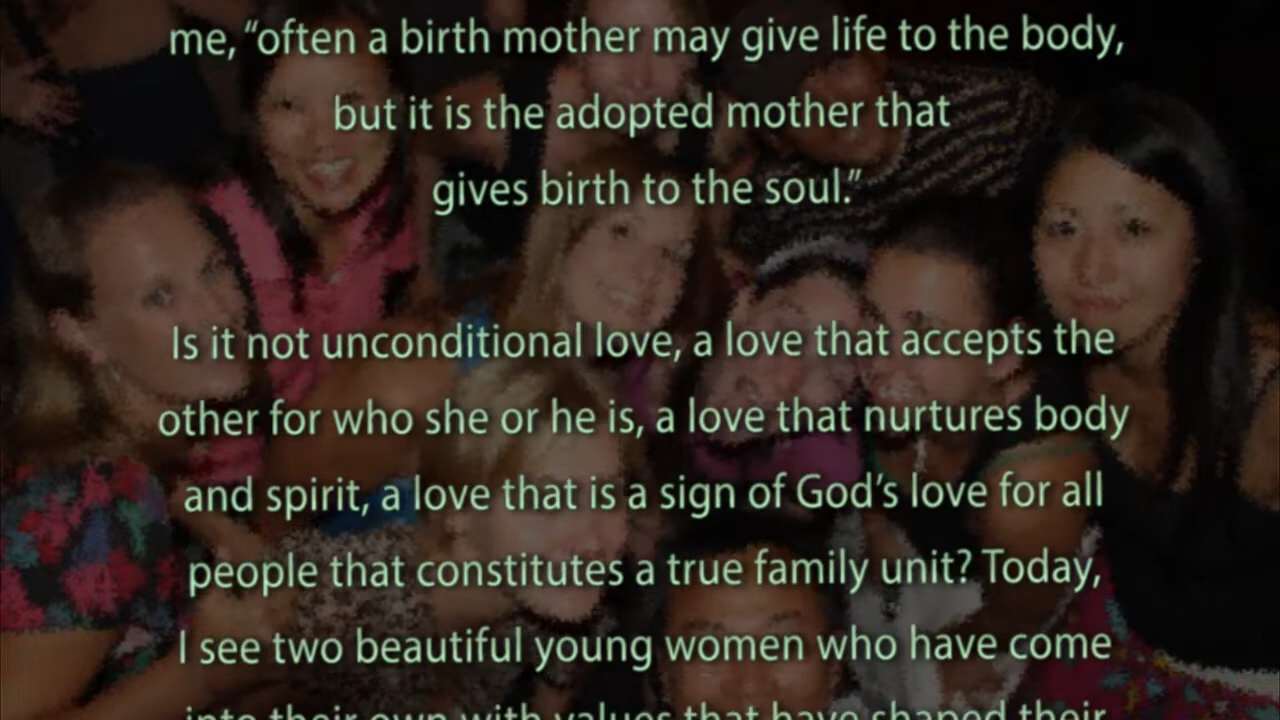 me, “often a birth mother may give life to the body,
but it is the adopted mother that
gives birth to the soul.”
Is it not unconditional love, a love that accepts the
other for who she or he is, a love that nurtures body
and spirit, a love that is a sign of God’s love for all
people that constitutes a true family unit? Today,
I see two beautiful young women who have come
into their own with values that have shaped their